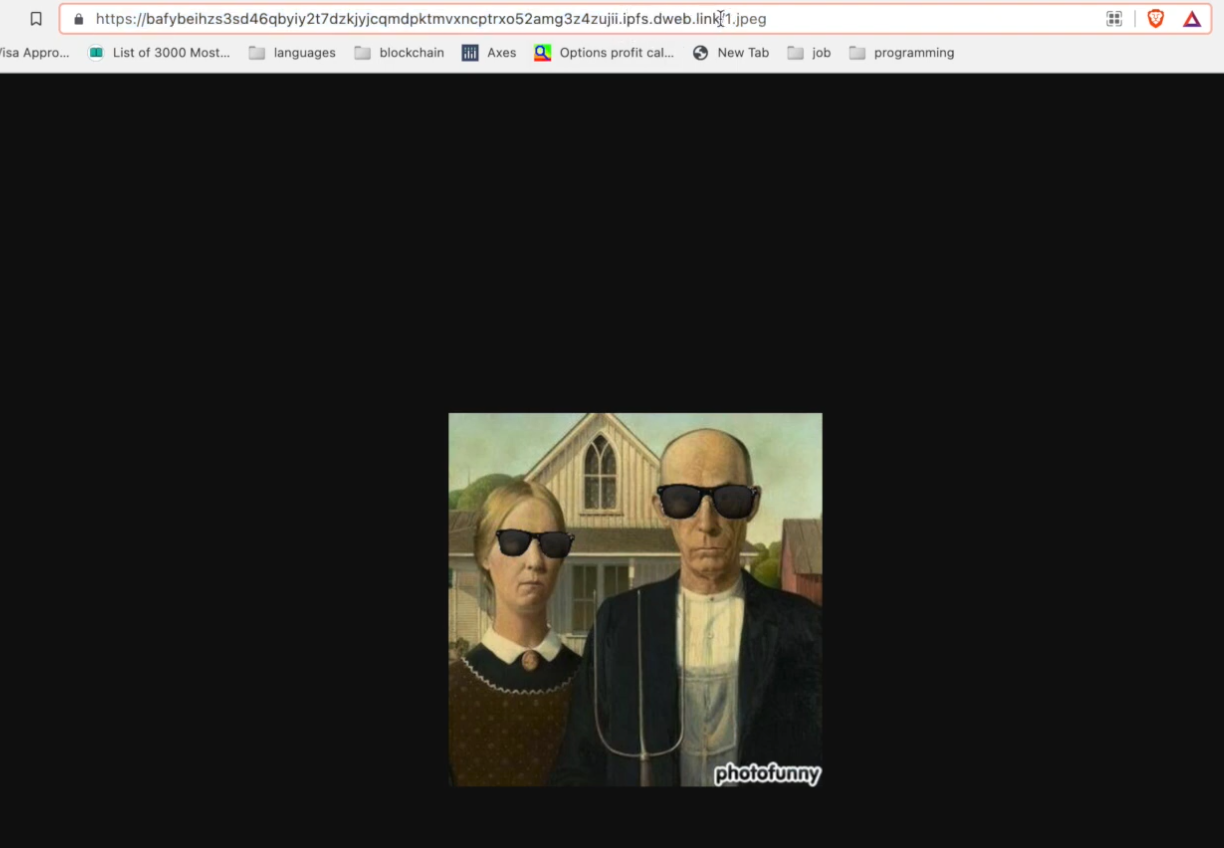 https://bafybeihzs3sd46qbyiy2t7dzkjyjcqmdpktmvxncptrxo52amg3z4zujii.ipfs.dweb.link/1.jpeg
/isa Appro... List of 3000 Most... languages blockchain Axes Options profit cal... New Tab job programming
photofunny